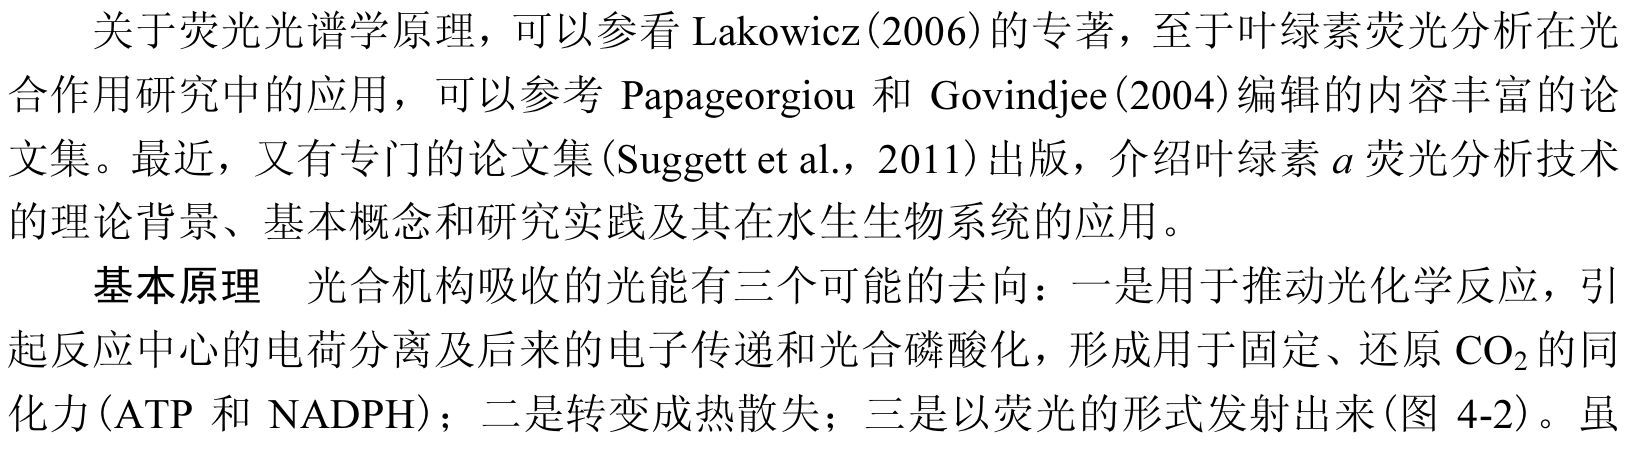 关于荧光光谱学原理，可以参看 Lakowicz(2006)的专著，至于叶绿素荧光分析在光
合作用研究中的应用，可以参考 Papageorgiou 和 Govindjee(2004)编辑的内容丰富的论
文集。最近，又有专门的论文集(Suggett et al.，2011)出版，介绍叶绿素 a 荧光分析技术
的理论背景、基本概念和研究实践及其在水生生物系统的应用。
基本原理　光合机构吸收的光能有三个可能的去向：一是用于推动光化学反应，引
起反应中心的电荷分离及后来的电子传递和光合磷酸化，形成用于固定、还原 CO₂的同
化力(ATP 和 NADPH)；二是转变成热散失；三是以荧光的形式发射出来(图 4-2)。虽